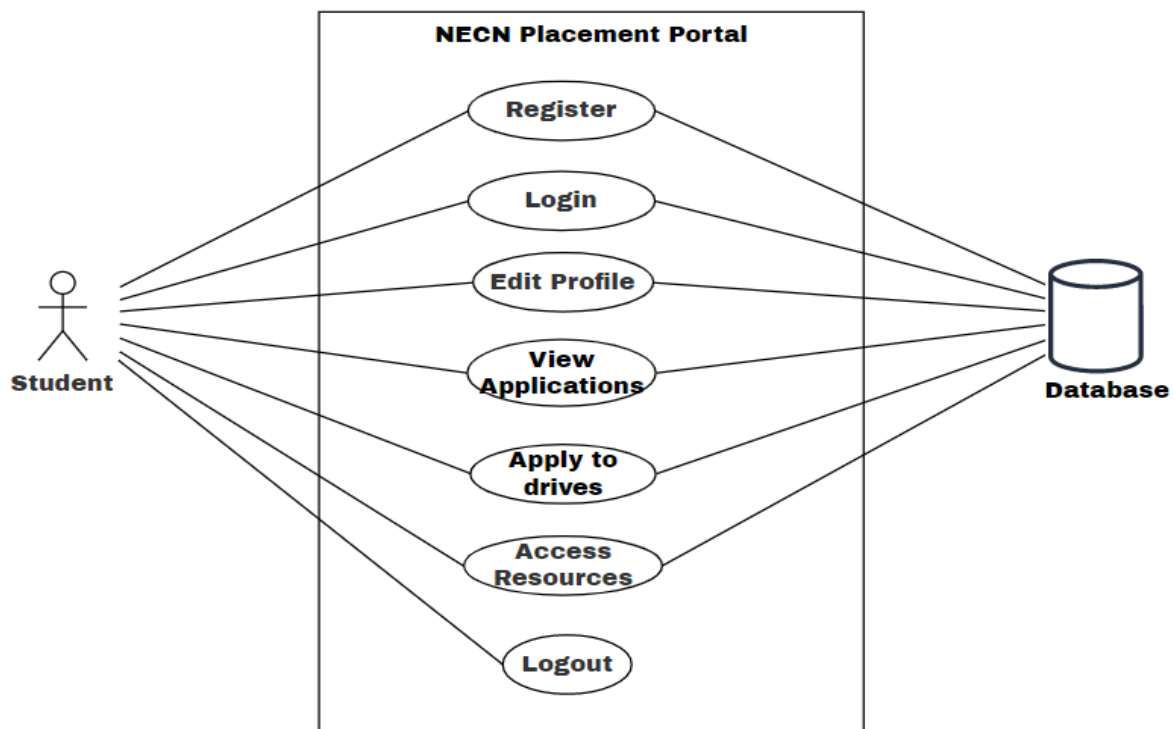 NECN Placement Portal
Register
Login
Edit Profile
Student
View
Applications
Database
Apply to
drives
Access
Resources
Logout